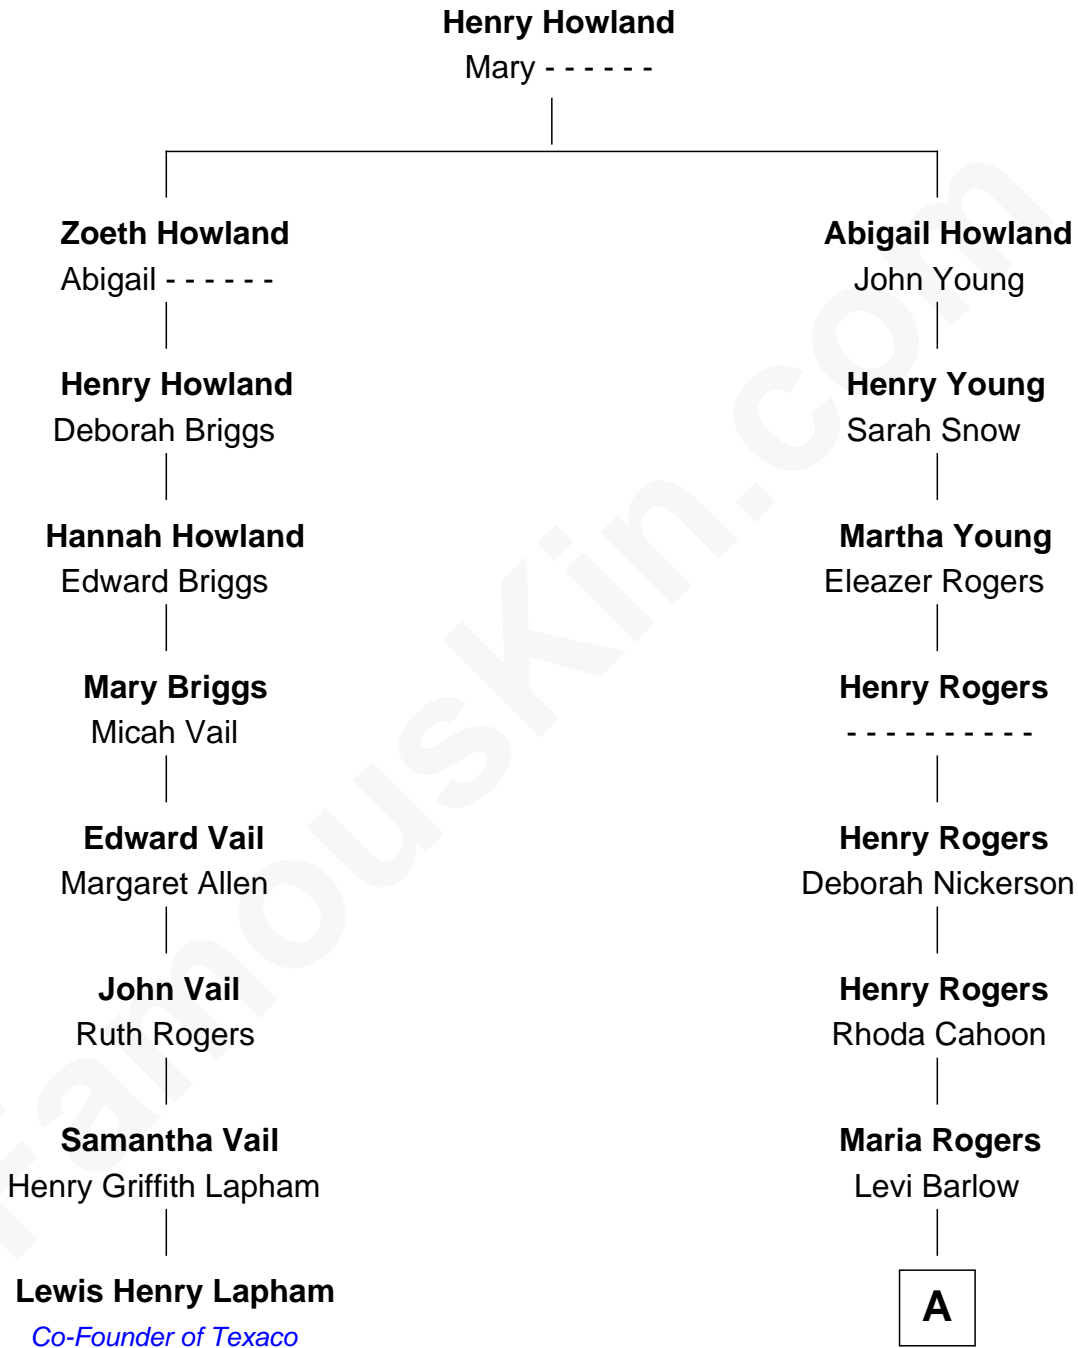 Henry Howland
Mary - - - - - -
Zoeth Howland
Abigail - - - - - -
Abigail Howland
John Young
Henry Howland
Deborah Briggs
Henry Young
Sarah Snow
Hannah Howland
Edward Briggs
Martha Young
Eleazer Rogers
Mary Briggs
Micah Vail
Henry Rogers
- - - - - - - - - -
Edward Vail
Margaret Allen
Henry Rogers
Deborah Nickerson
John Vail
Ruth Rogers
Henry Rogers
Rhoda Cahoon
Samantha Vail
Henry Griffith Lapham
Maria Rogers
Levi Barlow
Lewis Henry Lapham
Co-Founder of Texaco
A
FamousKin.com